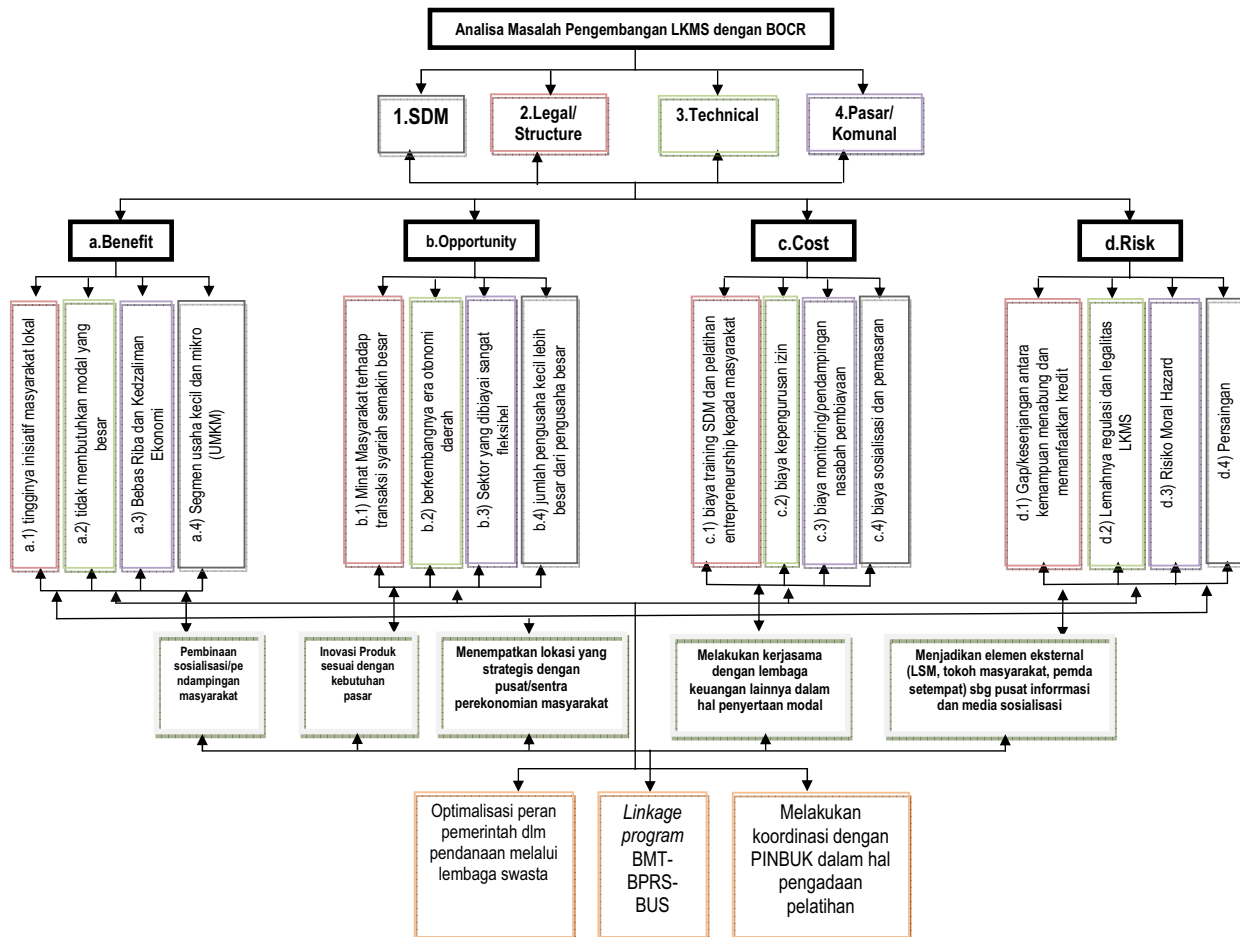 Analisa Masalah Pengembangan LKMS dengan BOCR
1.SDM
2.Legal/
Structure
3.Technical
4.Pasar/
Komunal
a.Benefit
b.Opportunity
c.Cost
d.Risk
a.1) tingginya inisiatif masyarakat lokal
a.2) tidak membutuhkan modal yang
besar
a.3) Bebas Riba dan Kedzaliman
Ekonomi
a.4) Segmen usaha kecil dan mikro
(UMKM)
b.1) Minat Masyarakat terhadap
transaksi syariah semakin besar
b.2) berkembangnya era otonomi
daerah
b.3) Sektor yang dibiayai sangat
fleksibel
b.4) jumlah pengusaha kecil lebih
besar dari pengusaha besar
c.1) biaya training SDM dan pelatihan
entrepreneurship kepada masyarakat
c.2) biaya kepengurusan izin
c.3) biaya monitoring/pendampingan
nasabah pembiayaan
c.4) biaya sosialisasi dan pemasaran
d.1) Gap/kesenjangan antara
kemampuan menabung dan
memanfaatkan kredit
d.2) Lemahnya regulasi dan legalitas
LKMS
d.3) Risiko Moral Hazard
d.4) Persaingan
Pembinaan
sosialisasi/pe
ndampingan
masyarakat
Inovasi Produk
sesuai dengan
kebutuhan
pasar
Menempatkan lokasi yang
strategis dengan
pusat/sentra
perekonomian masyarakat
Melakukan kerjasama
dengan lembaga
keuangan lainnya dalam
hal penyertaan modal
Menjadikan elemen eksternal
(LSM, tokoh masyarakat, pemda
setempat) sbg pusat inforrmasi
dan media sosialisasi
Optimalisasi peran
pemerintah dlm
pendanaan melalui
lembaga swasta
Linkage
program
BMT-
BPRS-
BUS
Melakukan
koordinasi dengan
PINBUK dalam hal
pengadaan
pelatihan